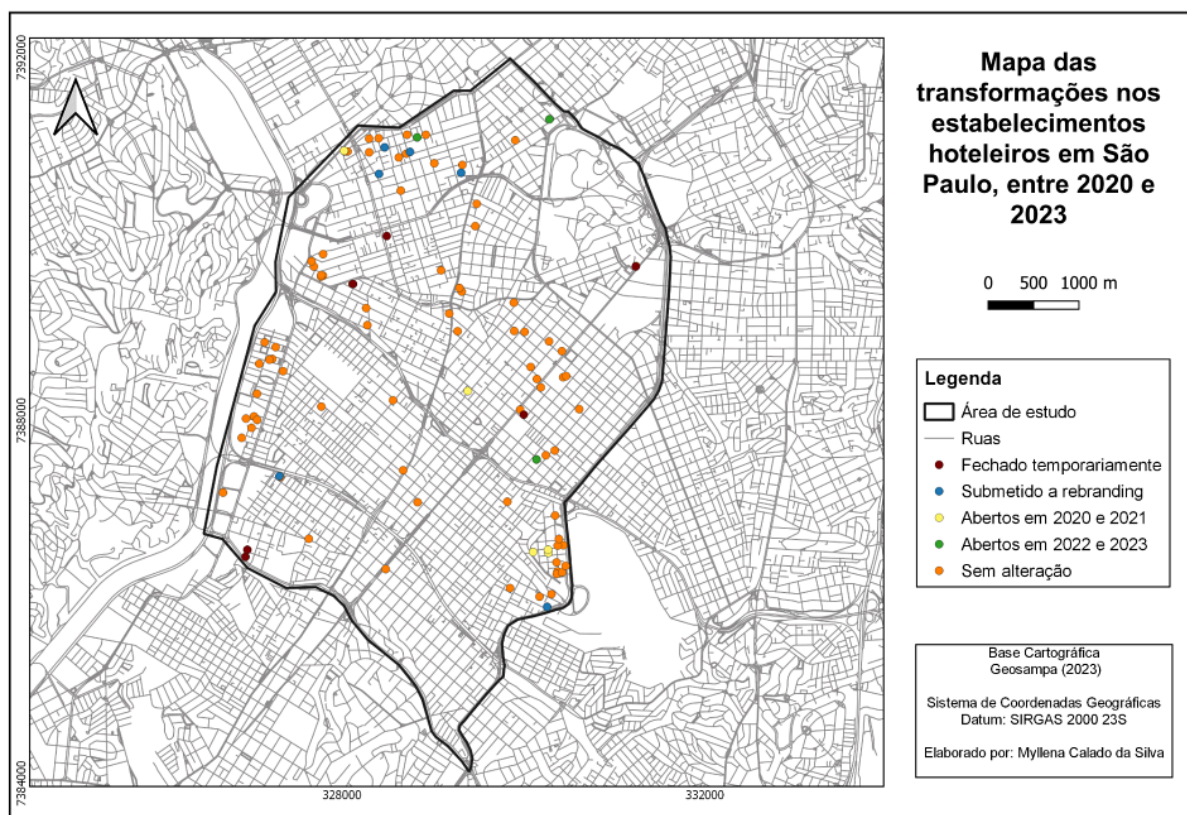 Mapa das
transformações nos
estabelecimentos
hoteleiros em São
Paulo, entre 2020 e
2023
0 500 1000 m
Legenda
Área de estudo
Ruas
Fechado temporariamente
Submetido a rebranding
Abertos em 2020 e 2021
Abertos em 2022 e 2023
Sem alteração
Base Cartográfica
Geosampa (2023)
Sistema de Coordenadas Geográficas
Datum: SIRGAS 2000 23S
Elaborado por: Myllena Calado da Silva
7392000
7388000
7384000
328000
332000